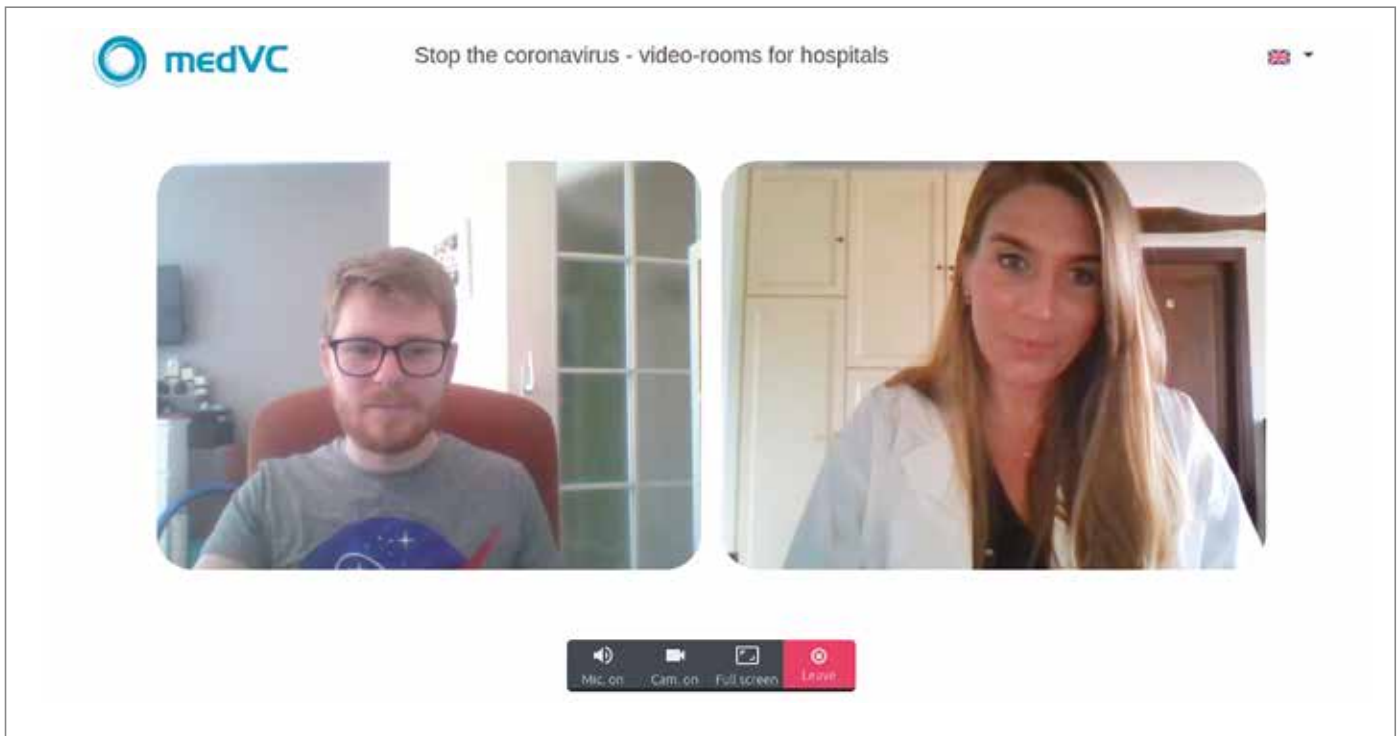 medVC
Stop the coronavirus - video-rooms for hospitals
Mic. on
Cam. on
Full screen
Leave